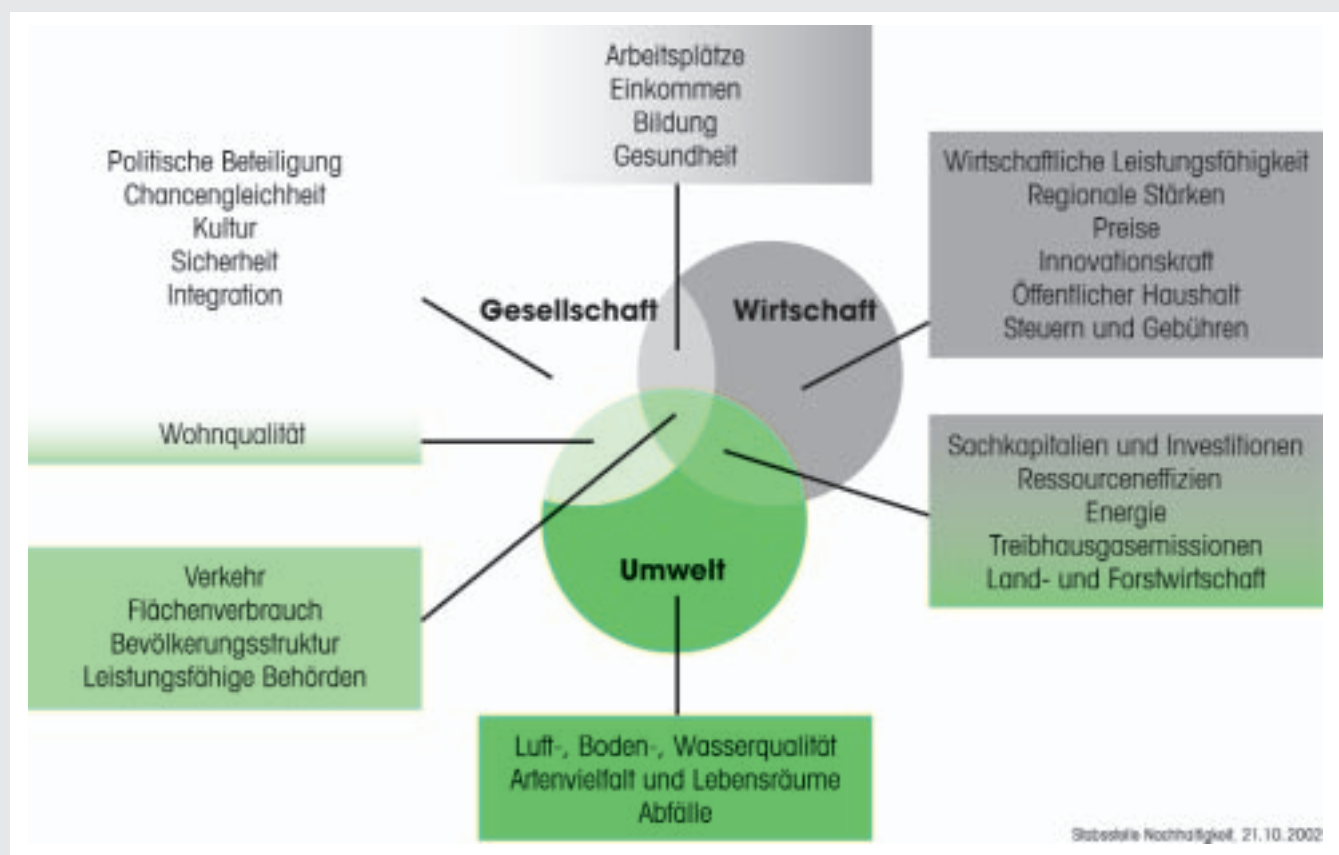 Arbeitsplätze
Einkommen
Bildung
Gesundheit
Politische Beteiligung
Chancengleichheit
Kultur
Sicherheit
Integration
Wirtschaftliche Leistungsfähigkeit
Regionale Stärken
Preise
Innovationskraft
Öffentlicher Haushalt
Steuern und Gebühren
Gesellschaft
Wirtschaft
Wohnqualität
Sachkapitalien und Investitionen
Ressourceneffizien
Energie
Treibhausgasemissionen
Land- und Forstwirtschaft
Umwelt
Verkehr
Flächenverbrauch
Bevölkerungsstruktur
Leistungsfähige Behörden
Luft-, Boden-, Wasserqualität
Artenvielfalt und Lebensräume
Abfälle
Stabsstelle Nachhaltigkeit, 21.10.2002